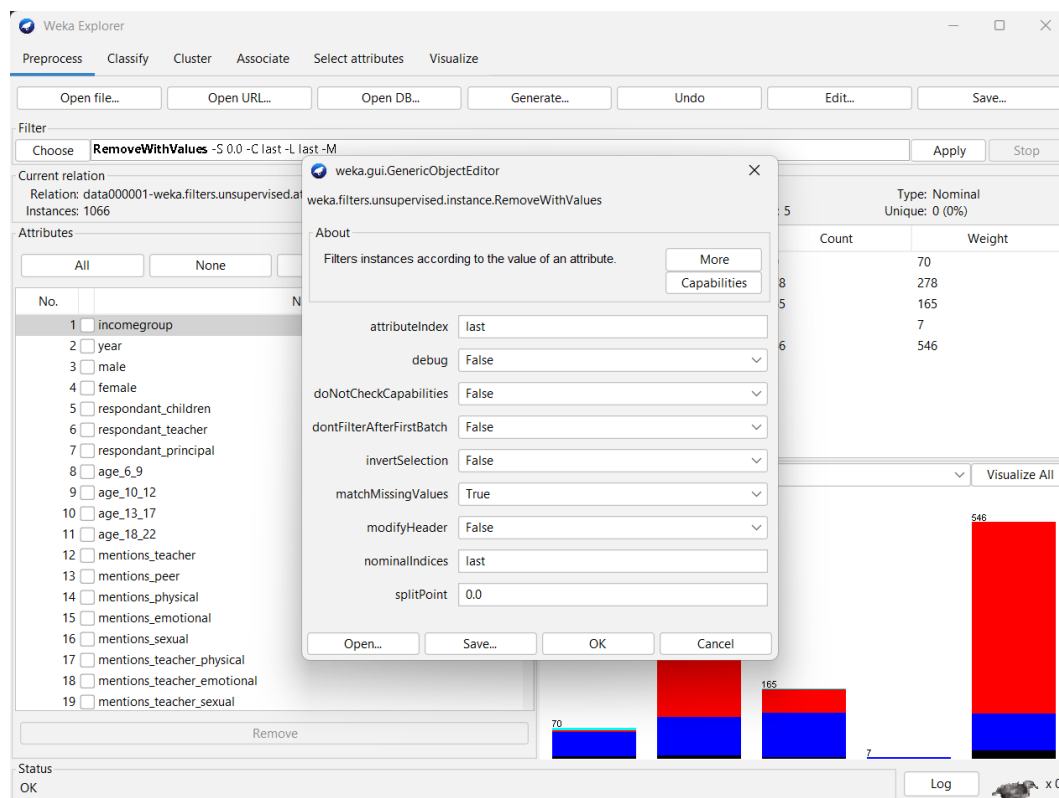 Weka Explorer
Preprocess Classify Cluster Associate Select attributes Visualize
Open file... Open URL... Open DB... Generate... Undo Edit... Save...
Filter
Choose RemoveWithValues -S 0.0 -C last -L last -M Apply Stop
Current relation
Relation: data000001-weka.filters.unsupervised.at
Instances: 1066
Attributes
All None
No. N
1 incomegroup
2 year
3 male
4 female
5 respondant_children
6 respondant_teacher
7 respondant_principal
8 age_6_9
9 age_10_12
10 age_13_17
11 age_18_22
12 mentions_teacher
13 mentions_peer
14 mentions_physical
15 mentions_emotional
16 mentions_sexual
17 mentions_teacher_physical
18 mentions_teacher_emotional
19 mentions_teacher_sexual
Remove
weka.gui.GenericObjectEditor
weka.filters.unsupervised.instance.RemoveWithValues
About
Filters instances according to the value of an attribute.
More
Capabilities
attributeIndex last
debug False
doNotCheckCapabilities False
dontFilterAfterFirstBatch False
invertSelection False
matchMissingValues True
modifyHeader False
nominalIndices last
splitPoint 0.0
Open... Save... OK Cancel
Type: Nominal
: 5 Unique: 0 (0%)
Count Weight
70
8 278
5 165
7
6 546
Visualize All
546
165
70
7
Status
OK
Log x 0